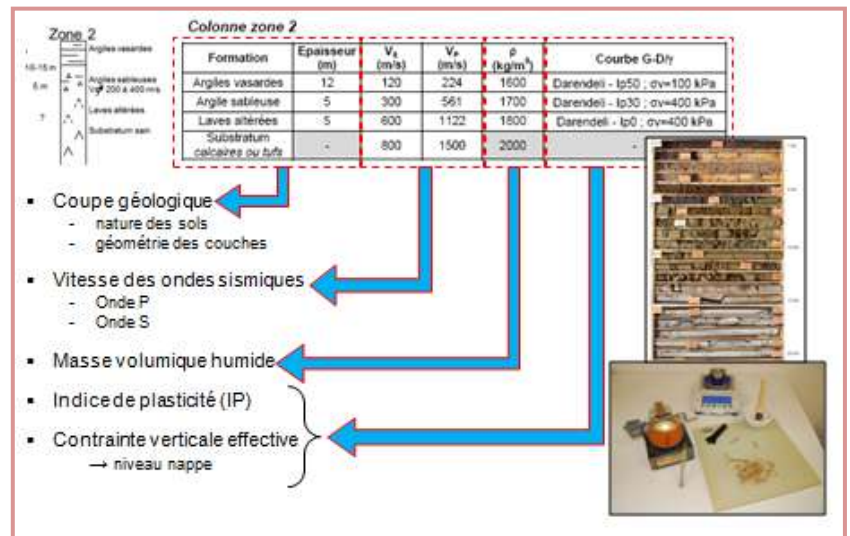 Colonne zone 2
Zone 2
Argiles vasardes
10-15 m
5 m
Argiles sableuses
Vs 200 à 400 m/s
?
Laves altérées
Substratum sain
Formation Epaisseur (m) Vs (m/s) VP (m/s) ρ (kg/m³) Courbe G-D/γ
Argiles vasardes 12 120 224 1600 Darendeli - Ip50 ; σv=100 kPa
Argile sableuse 5 300 561 1700 Darendeli - Ip30 ; σv=400 kPa
Laves altérées 5 600 1122 1800 Darendeli - Ip0 ; σv=400 kPa
Substratum calcaires ou tufs - 800 1500 2000 -
▪ Coupe géologique
- nature des sols
- géométrie des couches
▪ Vitesse des ondes sismiques
- Onde P
- Onde S
▪ Masse volumique humide
▪ Indice de plasticité (IP)
▪ Contrainte verticale effective
→ niveau nappe